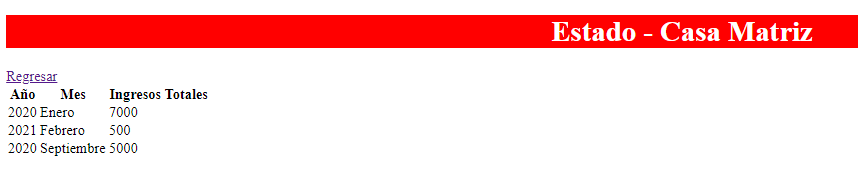 Estado - Casa Matriz
Regresar
Año Mes Ingresos Totales
2020 Enero 7000
2021 Febrero 500
2020 Septiembre 5000